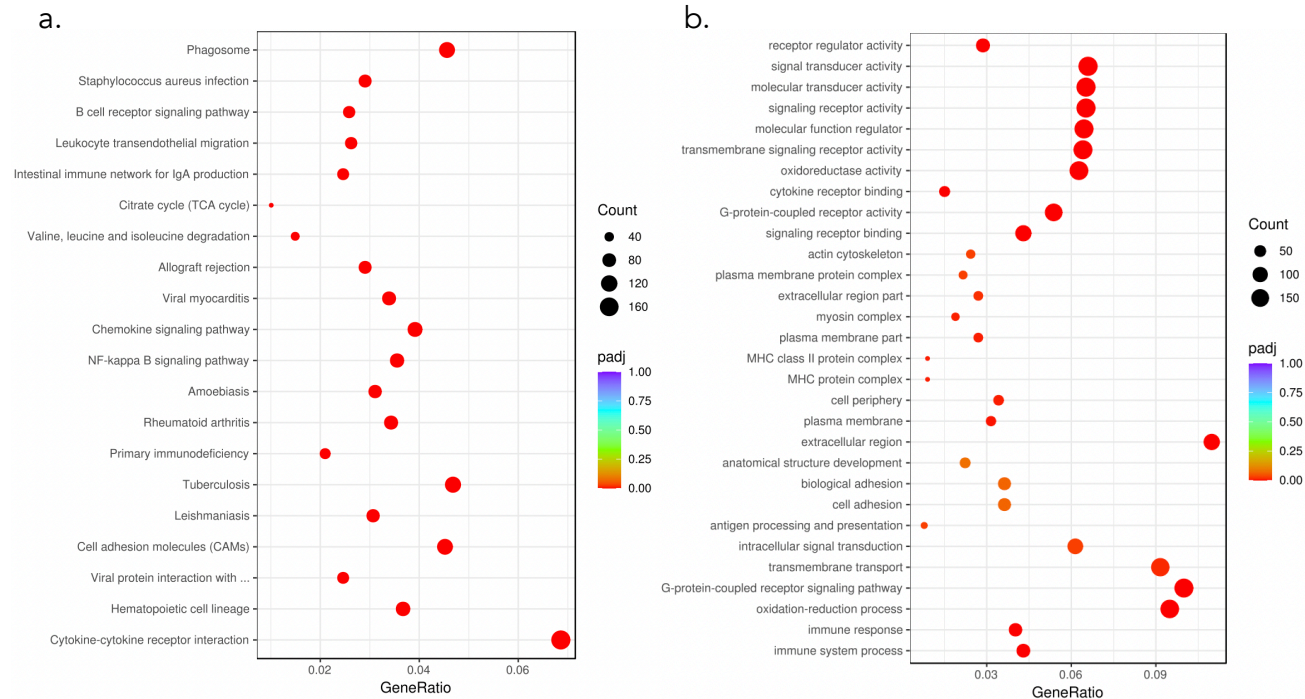 a.
Phagosome
Staphylococcus aureus infection
B cell receptor signaling pathway
Leukocyte transendothelial migration
Intestinal immune network for IgA production
Citrate cycle (TCA cycle)
Valine, leucine and isoleucine degradation
Allograft rejection
Viral myocarditis
Chemokine signaling pathway
NF-kappa B signaling pathway
Amoebiasis
Rheumatoid arthritis
Primary immunodeficiency
Tuberculosis
Leishmaniasis
Cell adhesion molecules (CAMs)
Viral protein interaction with ...
Hematopoietic cell lineage
Cytokine-cytokine receptor interaction
0.02 0.04 0.06
GeneRatio
Count
40
80
120
160
padj
1.00
0.75
0.50
0.25
0.00
b.
receptor regulator activity
signal transducer activity
molecular transducer activity
signaling receptor activity
molecular function regulator
transmembrane signaling receptor activity
oxidoreductase activity
cytokine receptor binding
G-protein-coupled receptor activity
signaling receptor binding
actin cytoskeleton
plasma membrane protein complex
extracellular region part
myosin complex
plasma membrane part
MHC class II protein complex
MHC protein complex
cell periphery
plasma membrane
extracellular region
anatomical structure development
biological adhesion
cell adhesion
antigen processing and presentation
intracellular signal transduction
transmembrane transport
G-protein-coupled receptor signaling pathway
oxidation-reduction process
immune response
immune system process
0.03 0.06 0.09
GeneRatio
Count
50
100
150
padj
1.00
0.75
0.50
0.25
0.00